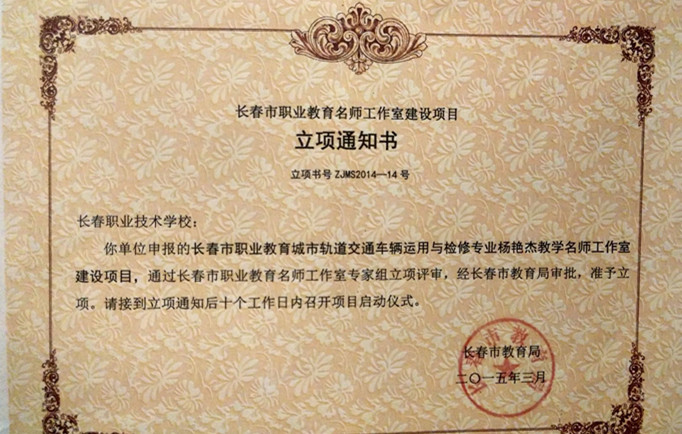 长春市职业教育名师工作室建设项目
立项通知书
立项书号 ZJMS2014—14 号
长春职业技术学校：
你单位申报的长春市职业教育城市轨道交通车辆运用与检修专业杨艳杰教学名师工作室
建设项目，通过长春市职业教育名师工作室专家组立项评审，经长春市教育局审批，准予立
项。请接到立项通知后十个工作日内召开项目启动仪式。
长春市教育局
二〇一五年三月
长春市教育局